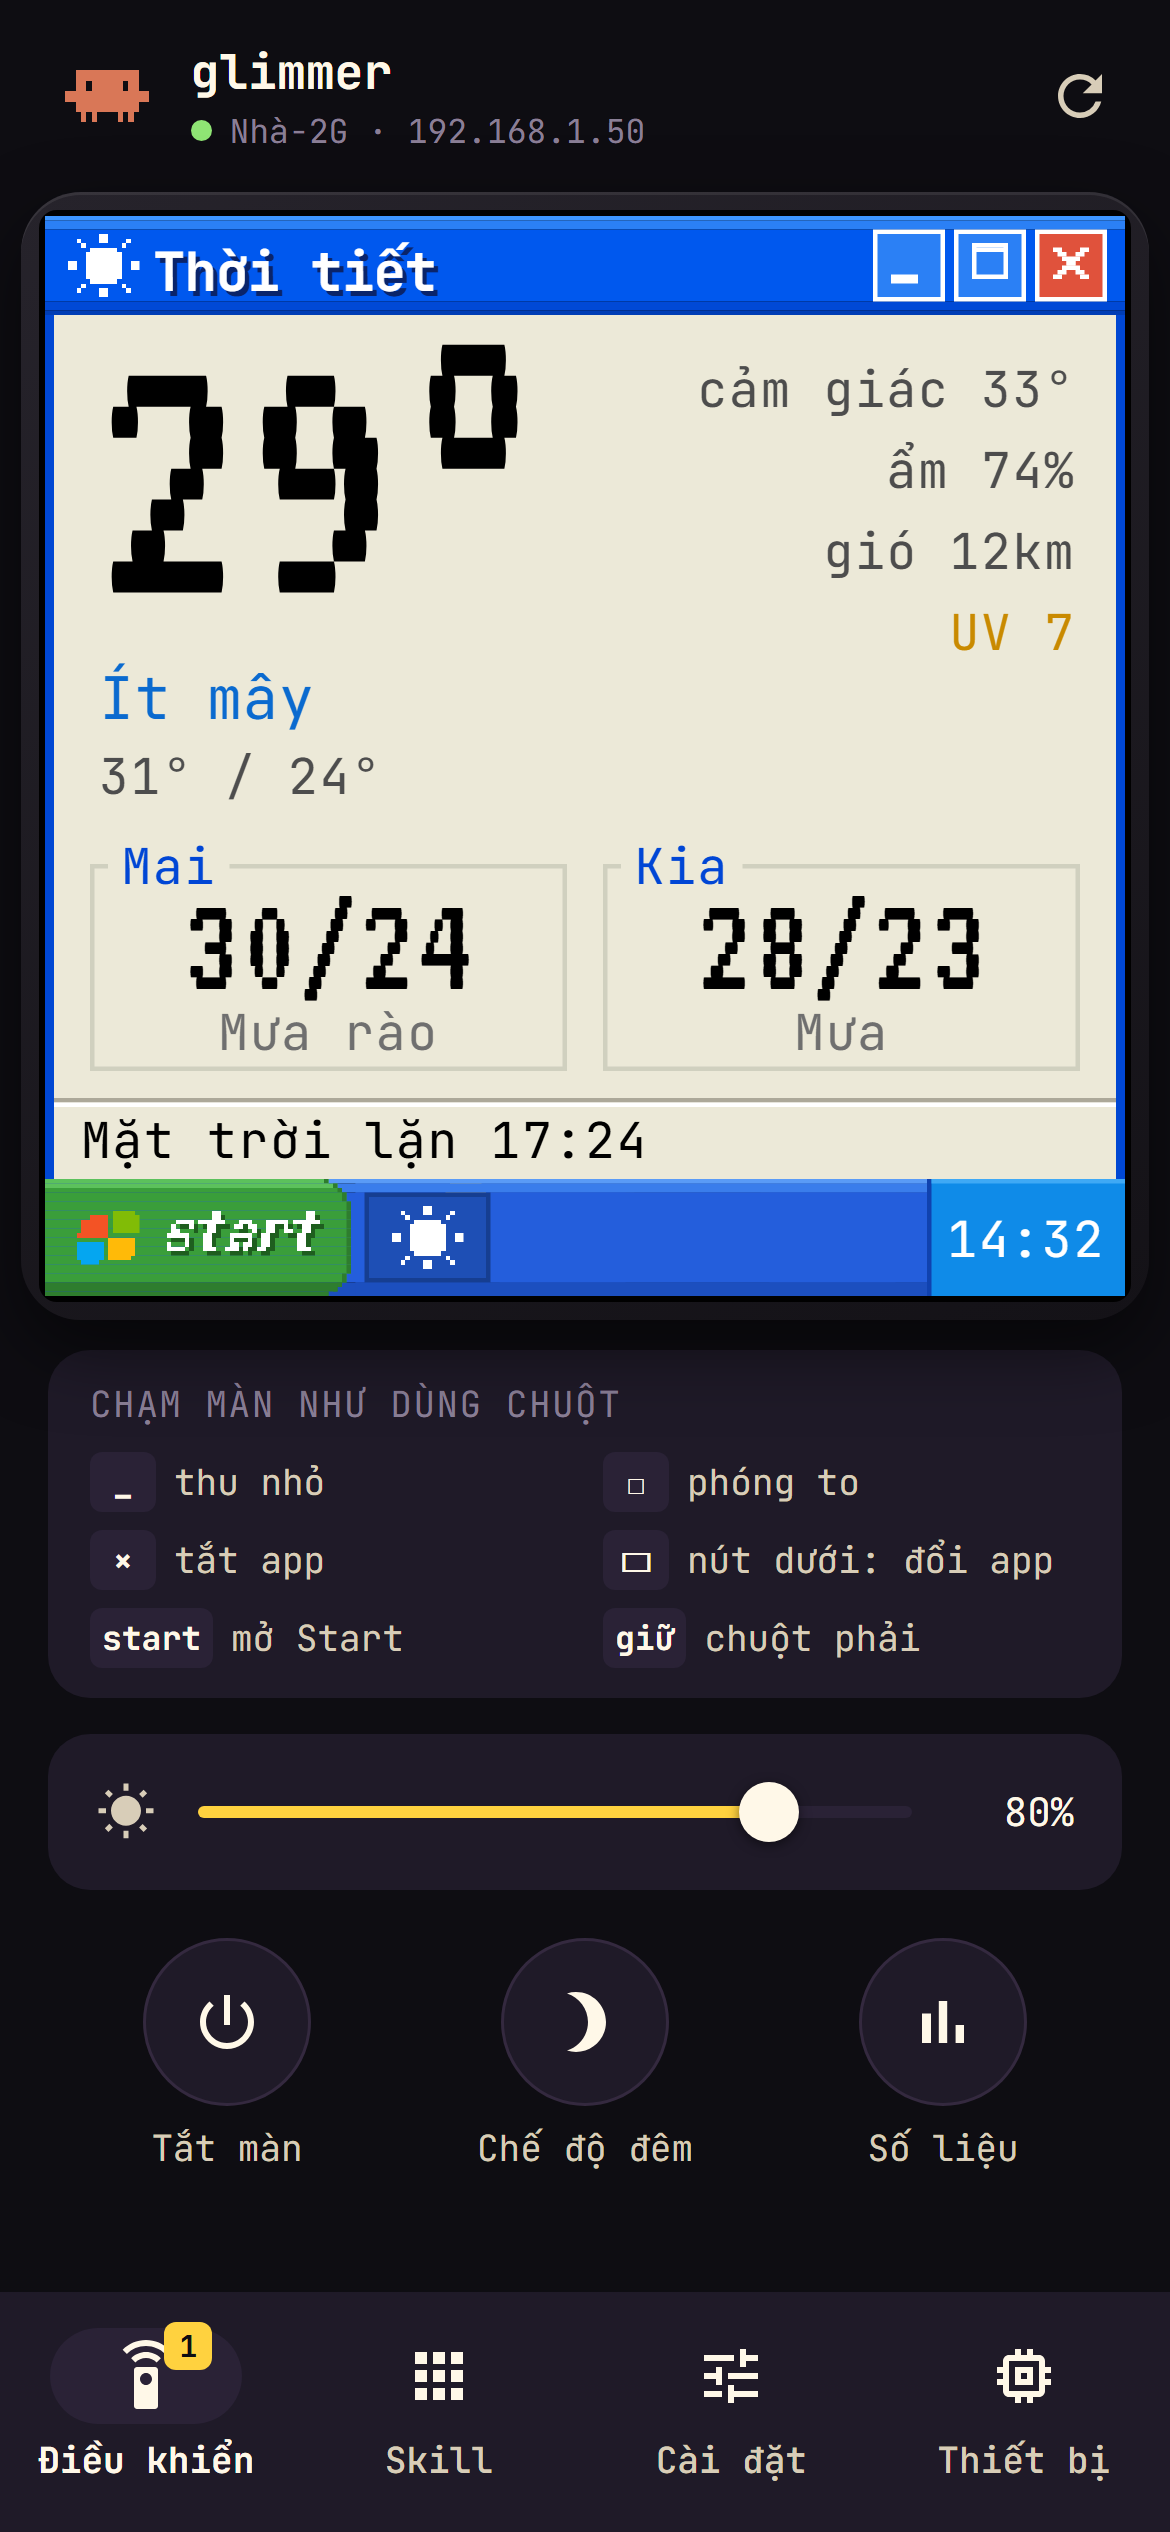 glimmer
Nhà-2G · 192.168.1.50
Thời tiết
29°
cảm giác 33°
ẩm 74%
gió 12km
UV 7
Ít mây
31° / 24°
Mai
30/24
Mưa rào
Kia
28/23
Mưa
Mặt trời lặn 17:24
start
14:32
CHẠM MÀN NHƯ DÙNG CHUỘT
_ thu nhỏ
□ phóng to
× tắt app
▭ nút dưới: đổi app
start mở Start
giữ chuột phải
80%
Tắt màn
Chế độ đêm
Số liệu
1
Điều khiển
Skill
Cài đặt
Thiết bị